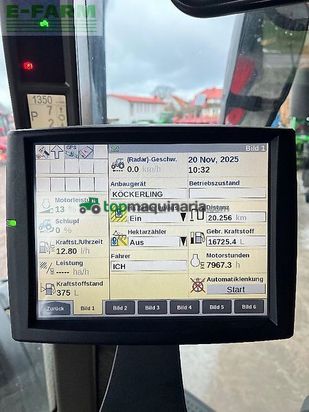 E-FARM
1350
P
7
Bild 1
(Radar)-Geschw.
0.0 km/h
20 Nov, 2025
10:32
Anbaugerät
KÖCKERLING
Betriebszustand
Motorleist
13 %
topmaquinaria
Ein
Distanz
20.256 km
Schlupf
0 %
Hektarzähler
Aus
Gebr. Kraftstoff
16725.4 L
Kraftst./Uhrzeit
12.80 l/h
Fahrer
ICH
Motorstunden
7967.3 h
Leistung
----- ha/h
Kraftstoffstand
375 L
Automatiklenkung
Start
Zurück
Bild 1
Bild 2
Bild 3
Bild 4
Bild 5
Bild 6